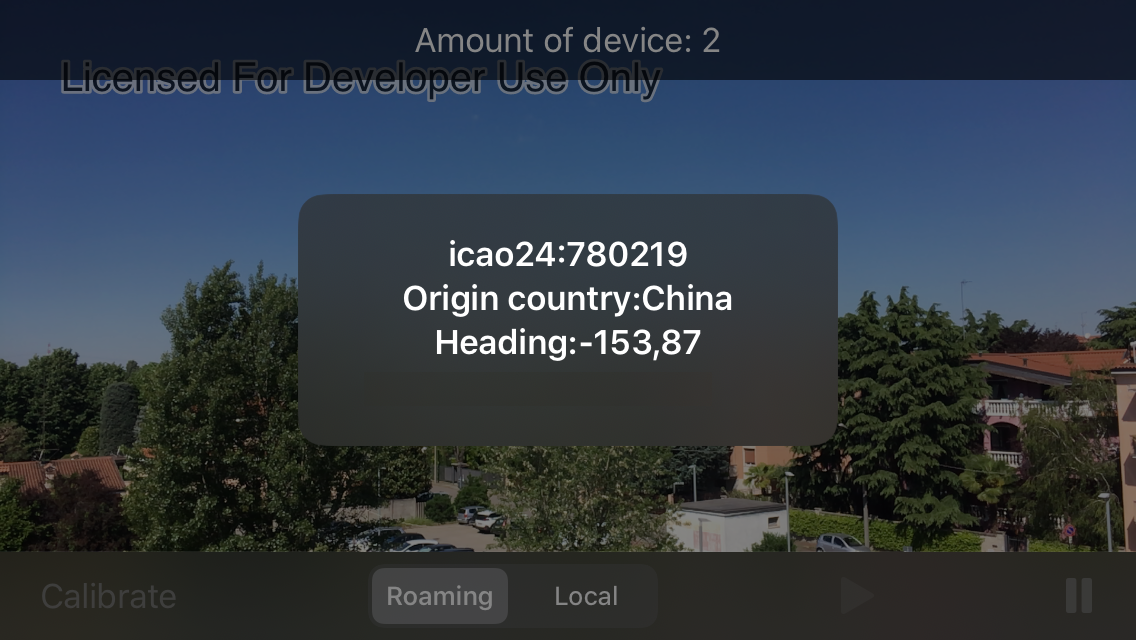 Amount of device: 2
Licensed For Developer Use Only
icao24:780219
Origin country:China
Heading:-153,87
Calibrate
Roaming
Local